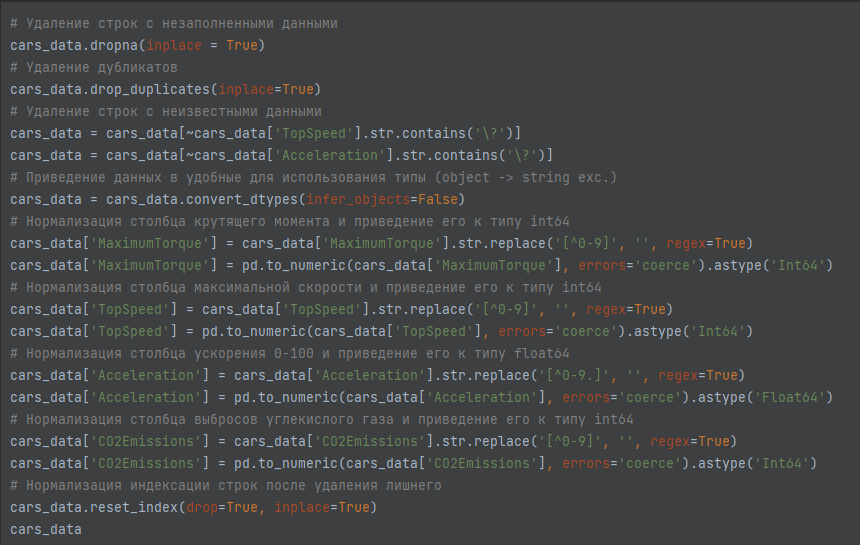 # Удаление строк с незаполненными данными
cars_data.dropna(inplace = True)
# Удаление дубликатов
cars_data.drop_duplicates(inplace=True)
# Удаление строк с неизвестными данными
cars_data = cars_data[~cars_data['TopSpeed'].str.contains('\?')]
cars_data = cars_data[~cars_data['Acceleration'].str.contains('\?')]
# Приведение данных в удобные для использования типы (object -> string exc.)
cars_data = cars_data.convert_dtypes(infer_objects=False)
# Нормализация столбца крутящего момента и приведение его к типу int64
cars_data['MaximumTorque'] = cars_data['MaximumTorque'].str.replace('[^0-9]', '', regex=True)
cars_data['MaximumTorque'] = pd.to_numeric(cars_data['MaximumTorque'], errors='coerce').astype('Int64')
# Нормализация столбца максимальной скорости и приведение его к типу int64
cars_data['TopSpeed'] = cars_data['TopSpeed'].str.replace('[^0-9]', '', regex=True)
cars_data['TopSpeed'] = pd.to_numeric(cars_data['TopSpeed'], errors='coerce').astype('Int64')
# Нормализация столбца ускорения 0-100 и приведение его к типу float64
cars_data['Acceleration'] = cars_data['Acceleration'].str.replace('[^0-9.]', '', regex=True)
cars_data['Acceleration'] = pd.to_numeric(cars_data['Acceleration'], errors='coerce').astype('Float64')
# Нормализация столбца выбросов углекислого газа и приведение его к типу int64
cars_data['CO2Emissions'] = cars_data['CO2Emissions'].str.replace('[^0-9]', '', regex=True)
cars_data['CO2Emissions'] = pd.to_numeric(cars_data['CO2Emissions'], errors='coerce').astype('Int64')
# Нормализация индексации строк после удаления лишнего
cars_data.reset_index(drop=True, inplace=True)
cars_data